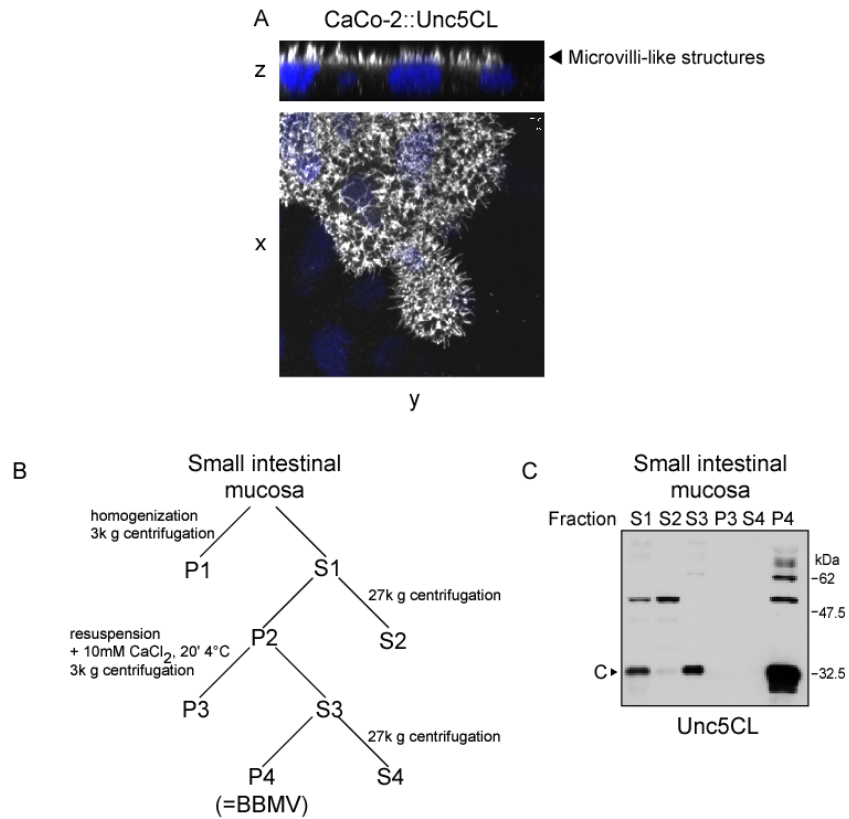 A
CaCo-2::Unc5CL
z
◄ Microvilli-like structures
x
y
B
Small intestinal
mucosa
homogenization
3k g centrifugation
P1
S1
27k g centrifugation
P2
S2
resuspension
+ 10mM CaCl2, 20' 4°C
3k g centrifugation
P3
S3
27k g centrifugation
P4
S4
(=BBMV)
C
Small intestinal
mucosa
Fraction S1 S2 S3 P3 S4 P4
kDa
-62
-47.5
C►
-32.5
Unc5CL